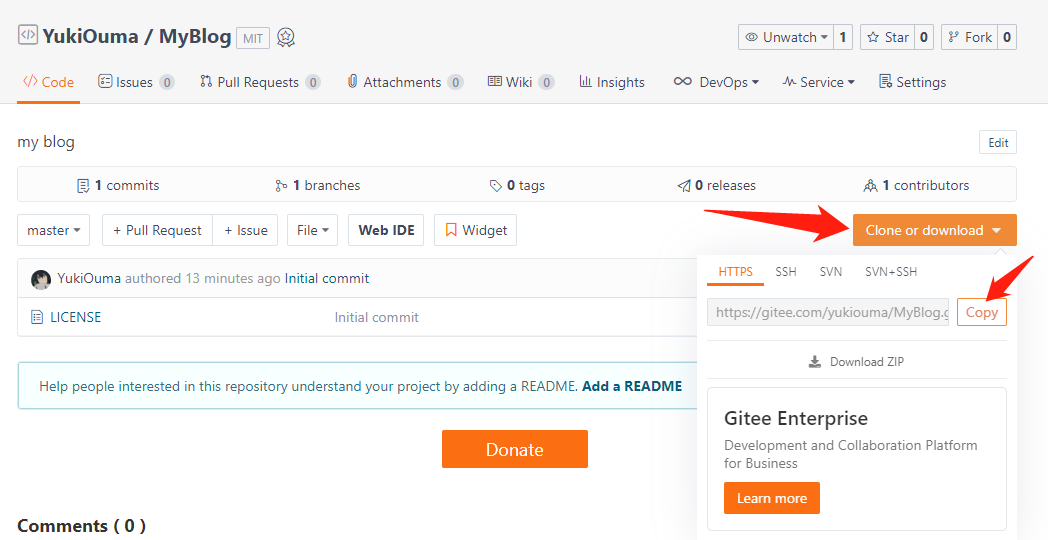 YukiOuma / MyBlog MIT
Unwatch 1 Star 0 Fork 0
Code Issues 0 Pull Requests 0 Attachments 0 Wiki 0 Insights DevOps Service Settings
my blog Edit
1 commits 1 branches 0 tags 0 releases 1 contributors
master + Pull Request + Issue File Web IDE Widget Clone or download
HTTPS SSH SVN SVN+SSH
https://gitee.com/yukiouma/MyBlog.g Copy
Download ZIP
Gitee Enterprise
Development and Collaboration Platform
for Business
Learn more
YukiOuma authored 13 minutes ago Initial commit
LICENSE Initial commit
Help people interested in this repository understand your project by adding a README. Add a README
Donate
Comments ( 0 )